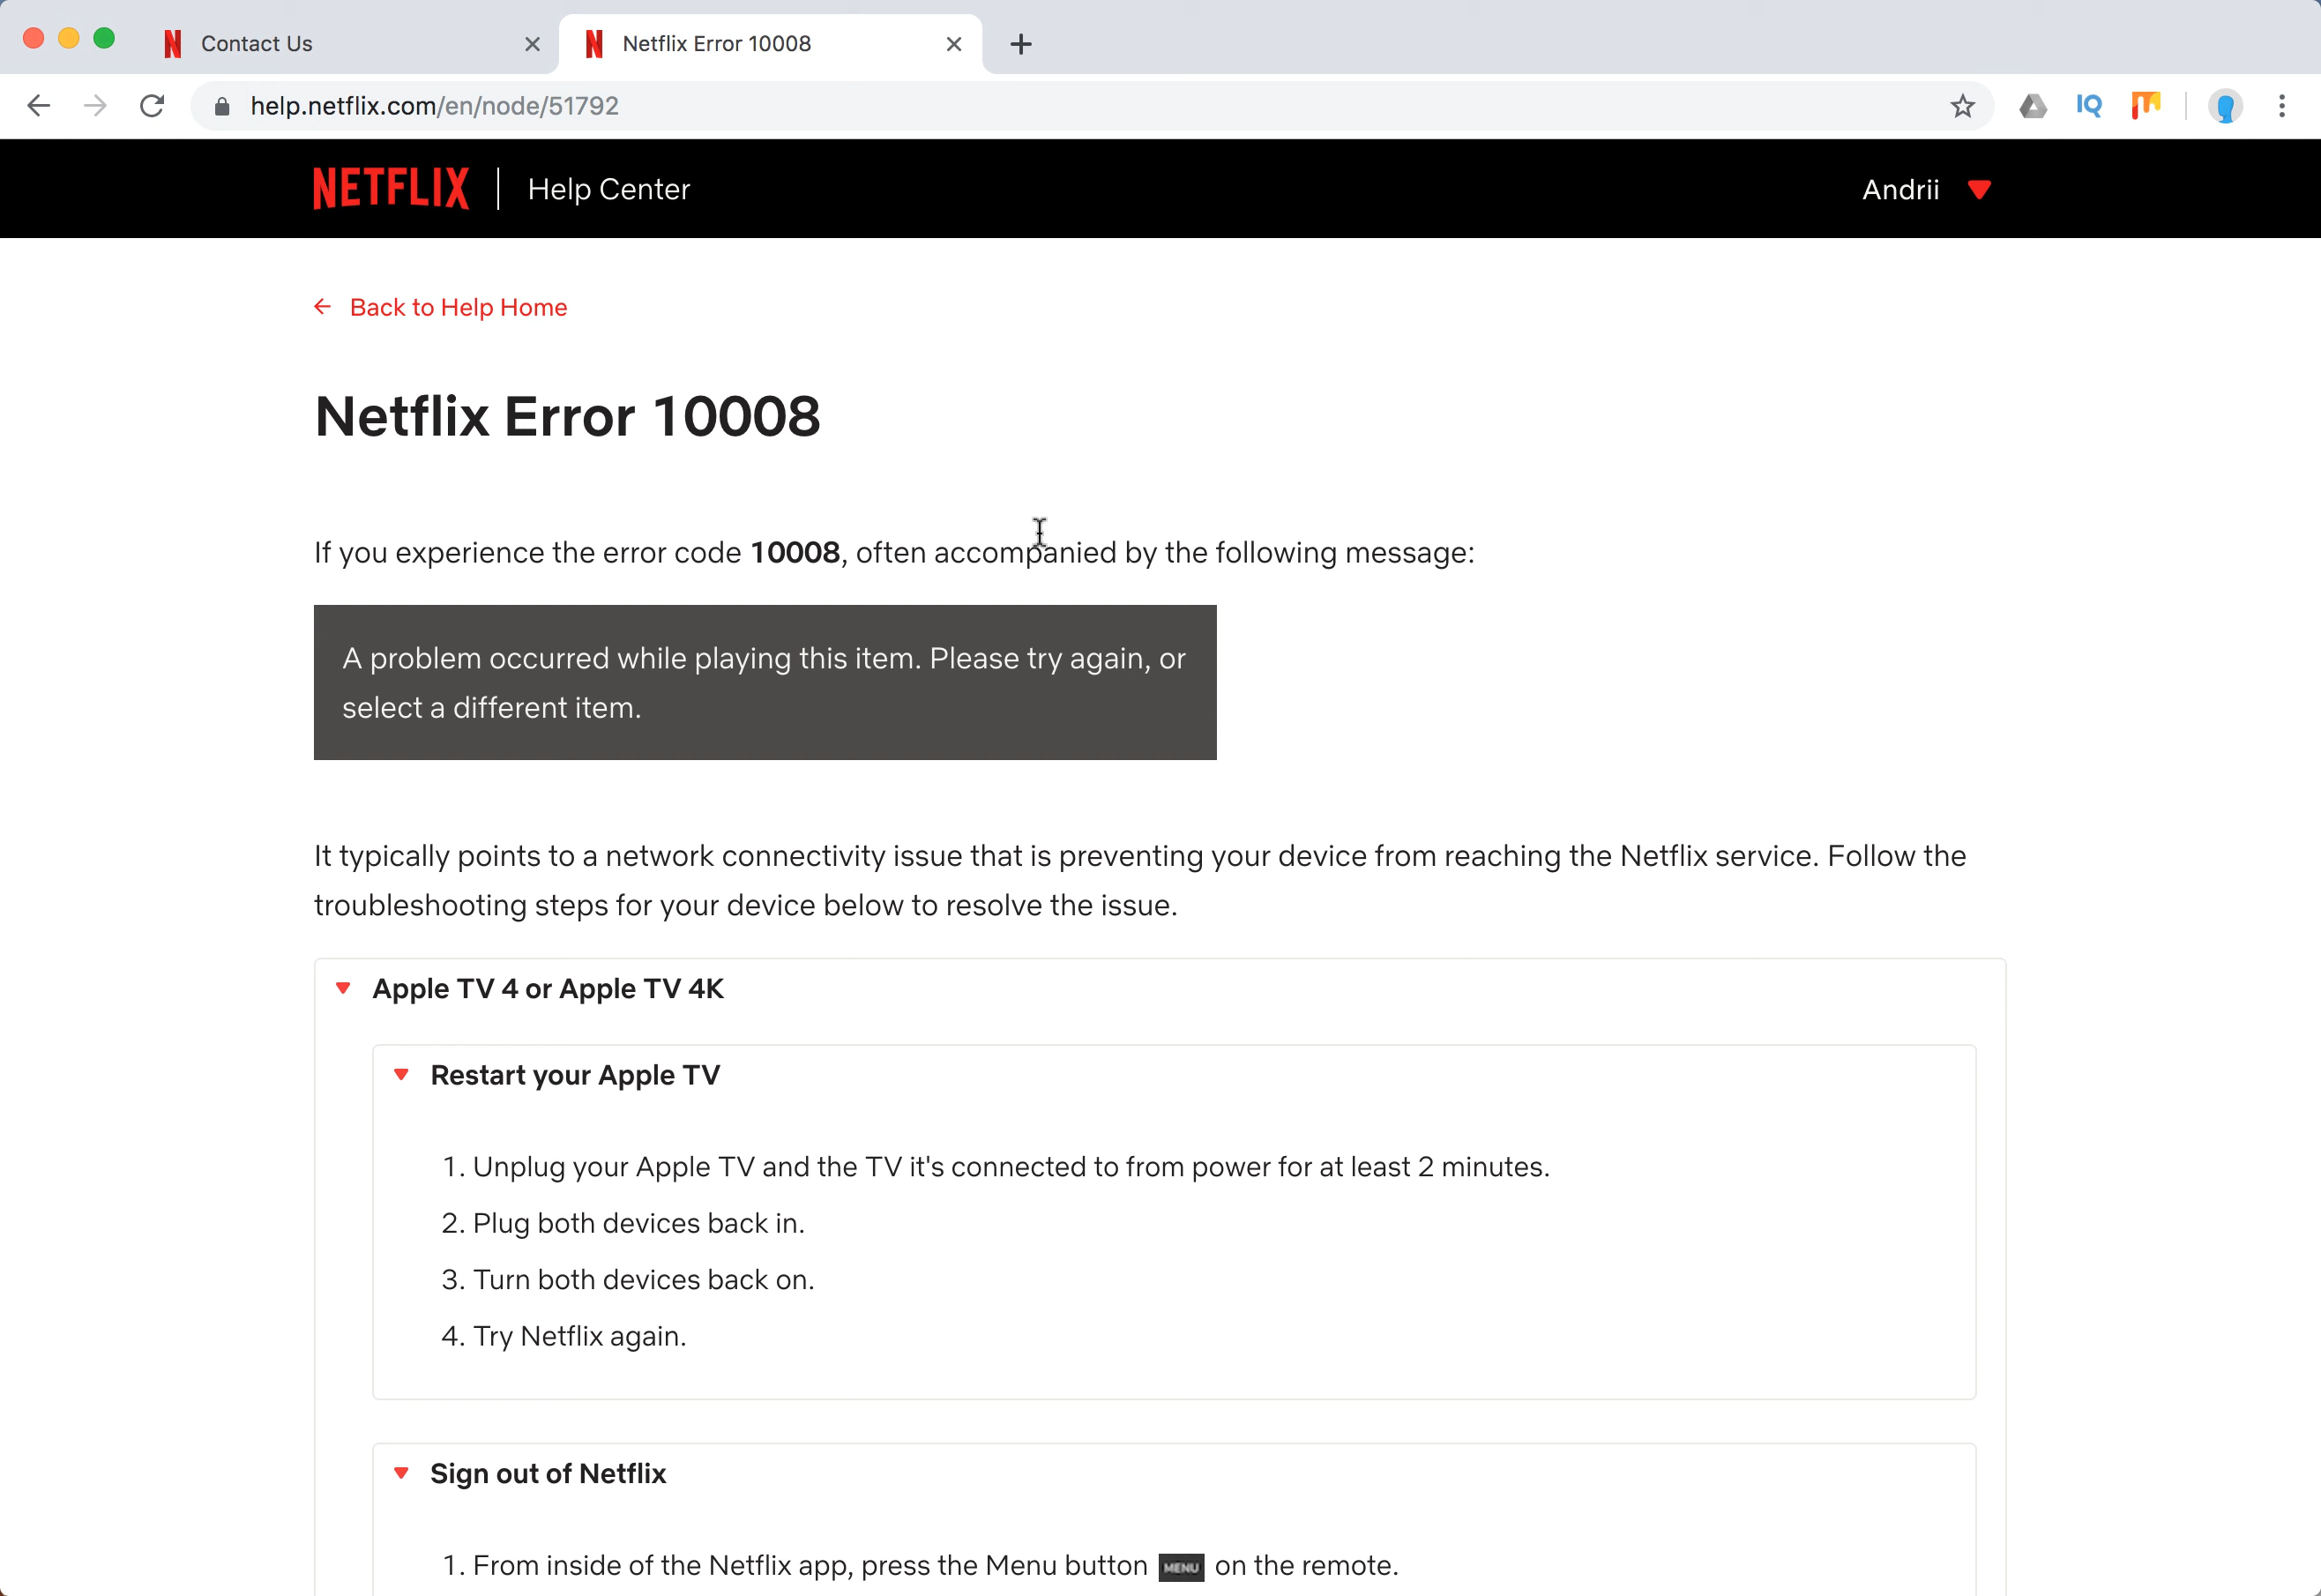 Contact Us
Netflix Error 10008
help.netflix.com/en/node/51792
IQ
NETFLIX
Help Center
Andrii
Back to Help Home
Netflix Error 10008
If you experience the error code 10008, often accompanied by the following message:
A problem occurred while playing this item. Please try again, or
select a different item.
It typically points to a network connectivity issue that is preventing your device from reaching the Netflix service. Follow the
troubleshooting steps for your device below to resolve the issue.
Apple TV 4 or Apple TV 4K
Restart your Apple TV
1. Unplug your Apple TV and the TV it's connected to from power for at least 2 minutes.
2. Plug both devices back in.
3. Turn both devices back on.
4. Try Netflix again.
Sign out of Netflix
1. From inside of the Netflix app, press the Menu button MENU on the remote.